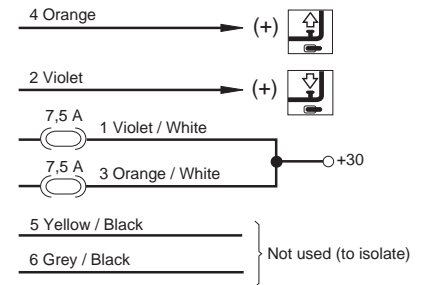 4 Orange
(+)
2 Violet
(+)
7,5 A
1 Violet / White
+30
7,5 A
3 Orange / White
5 Yellow / Black
Not used (to isolate)
6 Grey / Black